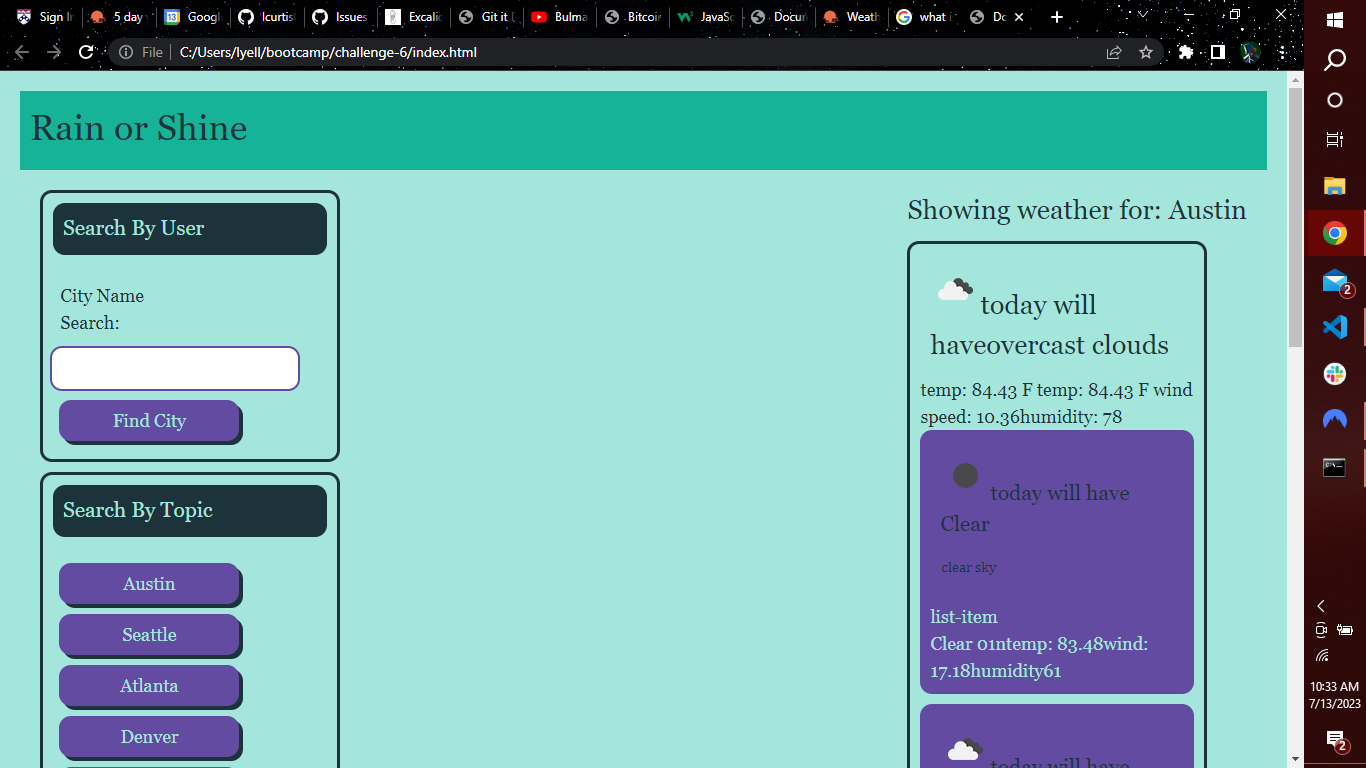 Sign In
5 day
Google
lcurtis
Issues
Excalid
Git it D
Bulma
Bitcoin
JavaSc
Docum
Weath
what i
Do
File
C:/Users/lyell/bootcamp/challenge-6/index.html
Rain or Shine
Search By User
City Name
Search:
Find City
Search By Topic
Austin
Seattle
Atlanta
Denver
Showing weather for: Austin
today will
haveovercast clouds
temp: 84.43 F temp: 84.43 F wind
speed: 10.36humidity: 78
today will have
Clear
clear sky
list-item
Clear 01ntemp: 83.48wind:
17.18humidity61
today will have
2
10:33 AM
7/13/2023
2